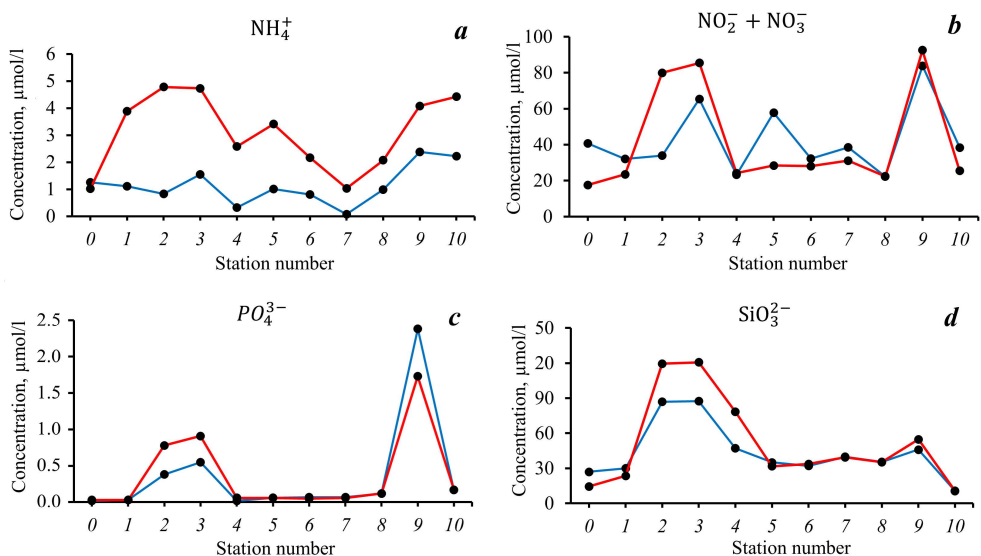 NH₄⁺ a
Concentration, µmol/l
6
5
4
3
2
1
0
0 1 2 3 4 5 6 7 8 9 10
Station number
NO₂⁻ + NO₃⁻ b
Concentration, µmol/l
100
80
60
40
20
0
0 1 2 3 4 5 6 7 8 9 10
Station number
PO₄³⁻ c
Concentration, µmol/l
2.5
2.0
1.5
1.0
0.5
0.0
0 1 2 3 4 5 6 7 8 9 10
Station number
SiO₃²⁻ d
Concentration, µmol/l
50
20
90
60
30
0
0 1 2 3 4 5 6 7 8 9 10
Station number